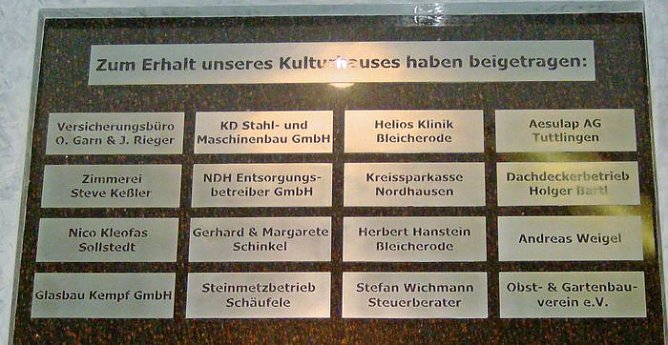 Zum Erhalt unseres Kulturhauses haben beigetragen:
Versicherungsbüro
O. Garn & J. Rieger
KD Stahl- und
Maschinenbau GmbH
Helios Klinik
Bleicherode
Aesulap AG
Tuttlingen
Zimmerei
Steve Keßler
NDH Entsorgungs-
betreiber GmbH
Kreissparkasse
Nordhausen
Dachdeckerbetrieb
Holger Bartl
Nico Kleofas
Sollstedt
Gerhard & Margarete
Schinkel
Herbert Hanstein
Bleicherode
Andreas Weigel
Glasbau Kempf GmbH
Steinmetzbetrieb
Schäufele
Stefan Wichmann
Steuerberater
Obst- & Gartenbau-
verein e.V.